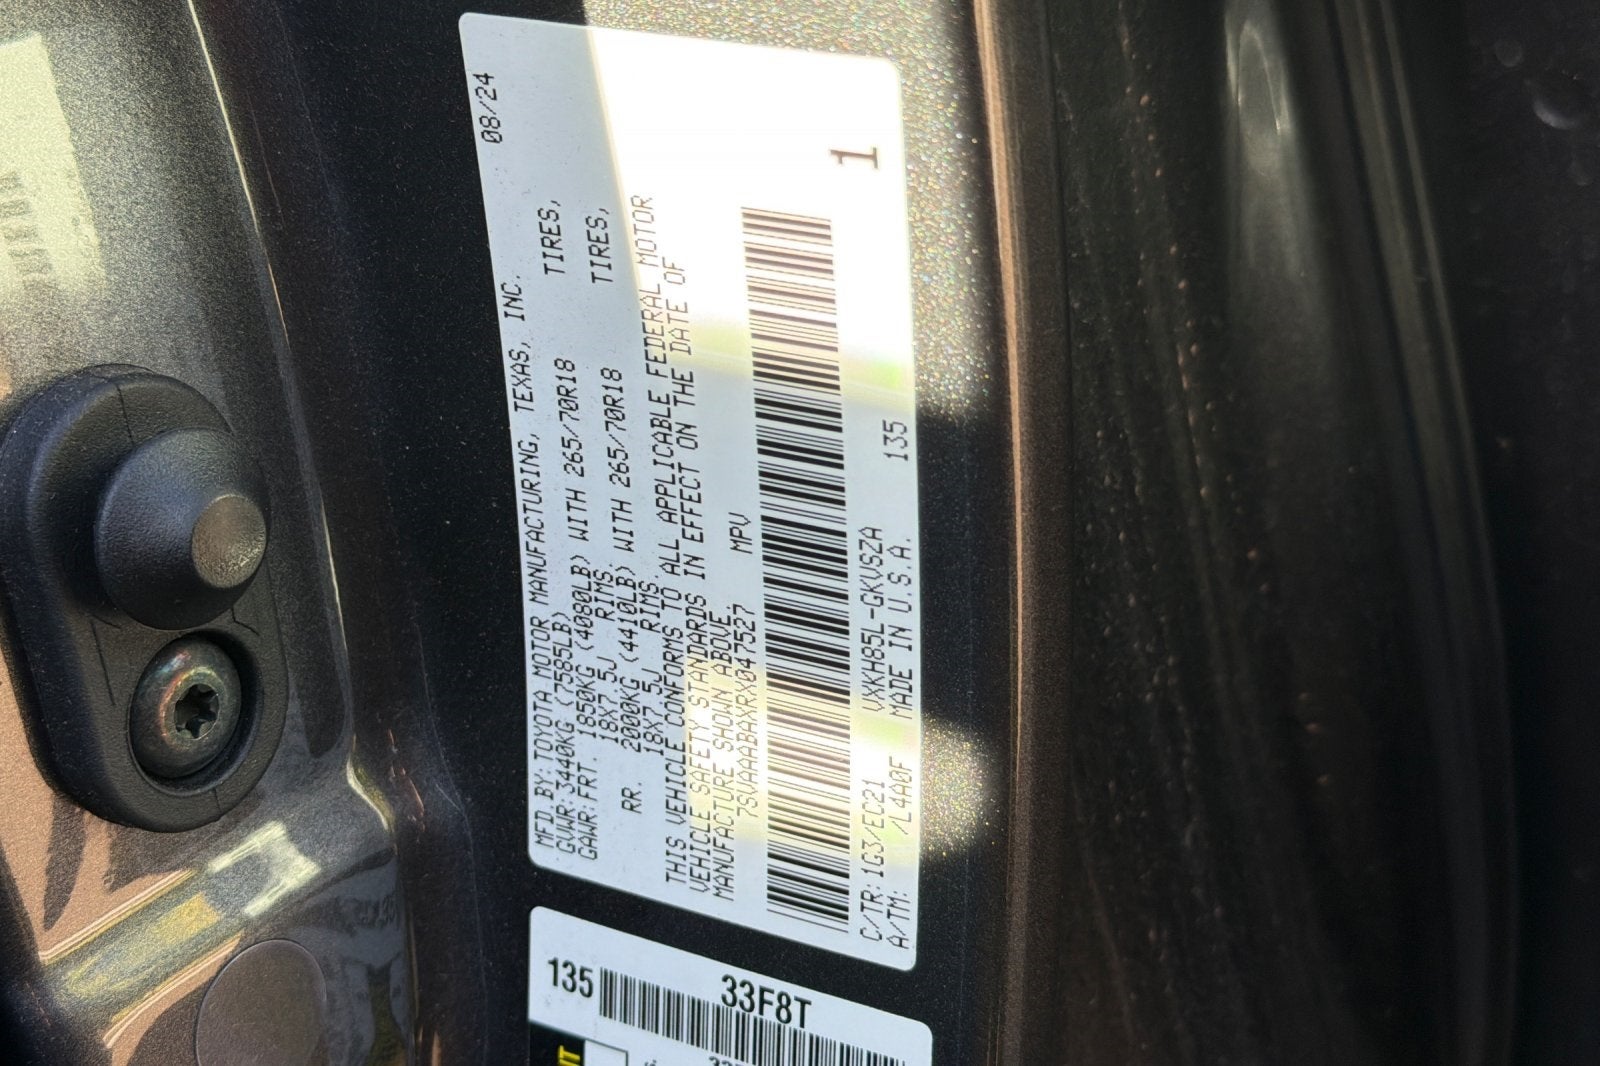 08/24
MFD.BY:TOYOTA MOTOR MANUFACTURING, TEXAS, INC.
GVWR:3440KG (7585LB)
GAWR:FRT. 1850KG (4080LB) WITH 265/70R18 TIRES,
18X7.5J RIMS,
RR. 2000KG (4410LB) WITH 265/70R18 TIRES,
18X7.5J RIMS.
THIS VEHICLE CONFORMS TO ALL APPLICABLE FEDERAL MOTOR
VEHICLE SAFETY STANDARDS IN EFFECT ON THE DATE OF
MANUFACTURE SHOWN ABOVE.
7SVAAABAXRX047527 MPV
1
C/TR:1G3/EC21 VXKH85L-GKVSZA 135
A/TM: /L4A0F MADE IN U.S.A.
135 33F8T